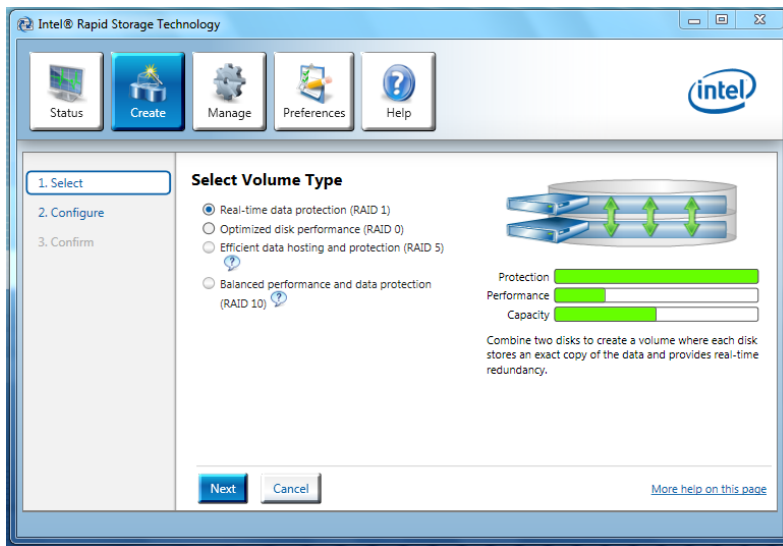 Intel® Rapid Storage Technology
Status
Create
Manage
Preferences
Help
intel
1. Select
2. Configure
3. Confirm
Select Volume Type
Real-time data protection (RAID 1)
Optimized disk performance (RAID 0)
Efficient data hosting and protection (RAID 5)
Balanced performance and data protection
(RAID 10)
Protection
Performance
Capacity
Combine two disks to create a volume where each disk
stores an exact copy of the data and provides real-time
redundancy.
Next
Cancel
More help on this page